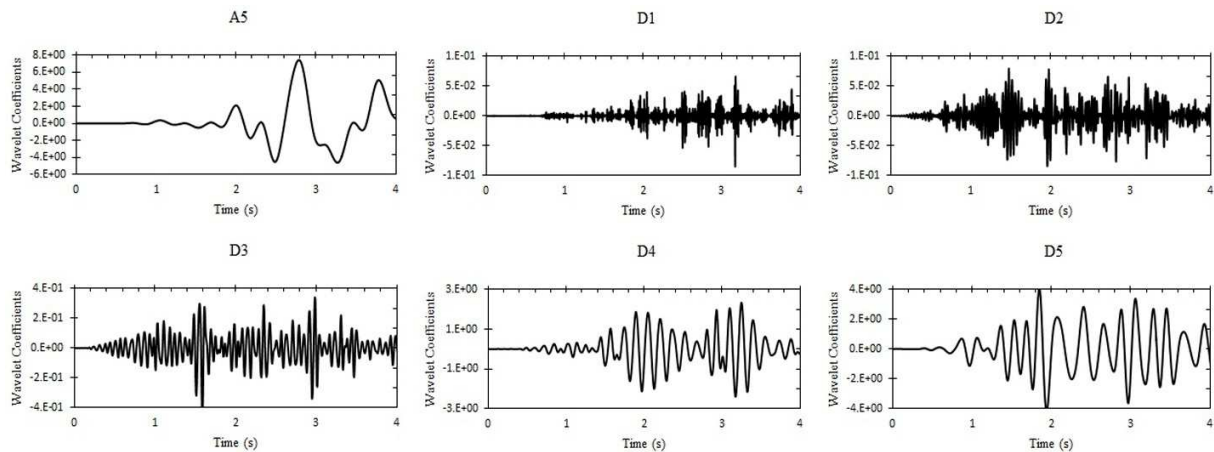 A5
D1
D2
Wavelet Coefficients
8.E+00
6.E+00
4.E+00
2.E+00
0.E+00
-2.E+00
-4.E+00
-6.E+00
0 1 2 3 4
Time (s)
Wavelet Coefficients
1.E-01
5.E-02
0.E+00
-5.E-02
-1.E-01
0 1 2 3 4
Time (s)
Wavelet Coefficients
1.E-01
5.E-02
0.E+00
-5.E-02
-1.E-01
0 1 2 3 4
Time (s)
D3
D4
D5
Wavelet Coefficients
4.E-01
2.E-01
0.E+00
-2.E-01
-4.E-01
0 1 2 3 4
Time (s)
Wavelet Coefficients
3.E+00
1.E+00
-1.E+00
-3.E+00
0 1 2 3 4
Time (s)
Wavelet Coefficients
4.E+00
2.E+00
0.E+00
-2.E+00
-4.E+00
0 1 2 3 4
Time (s)